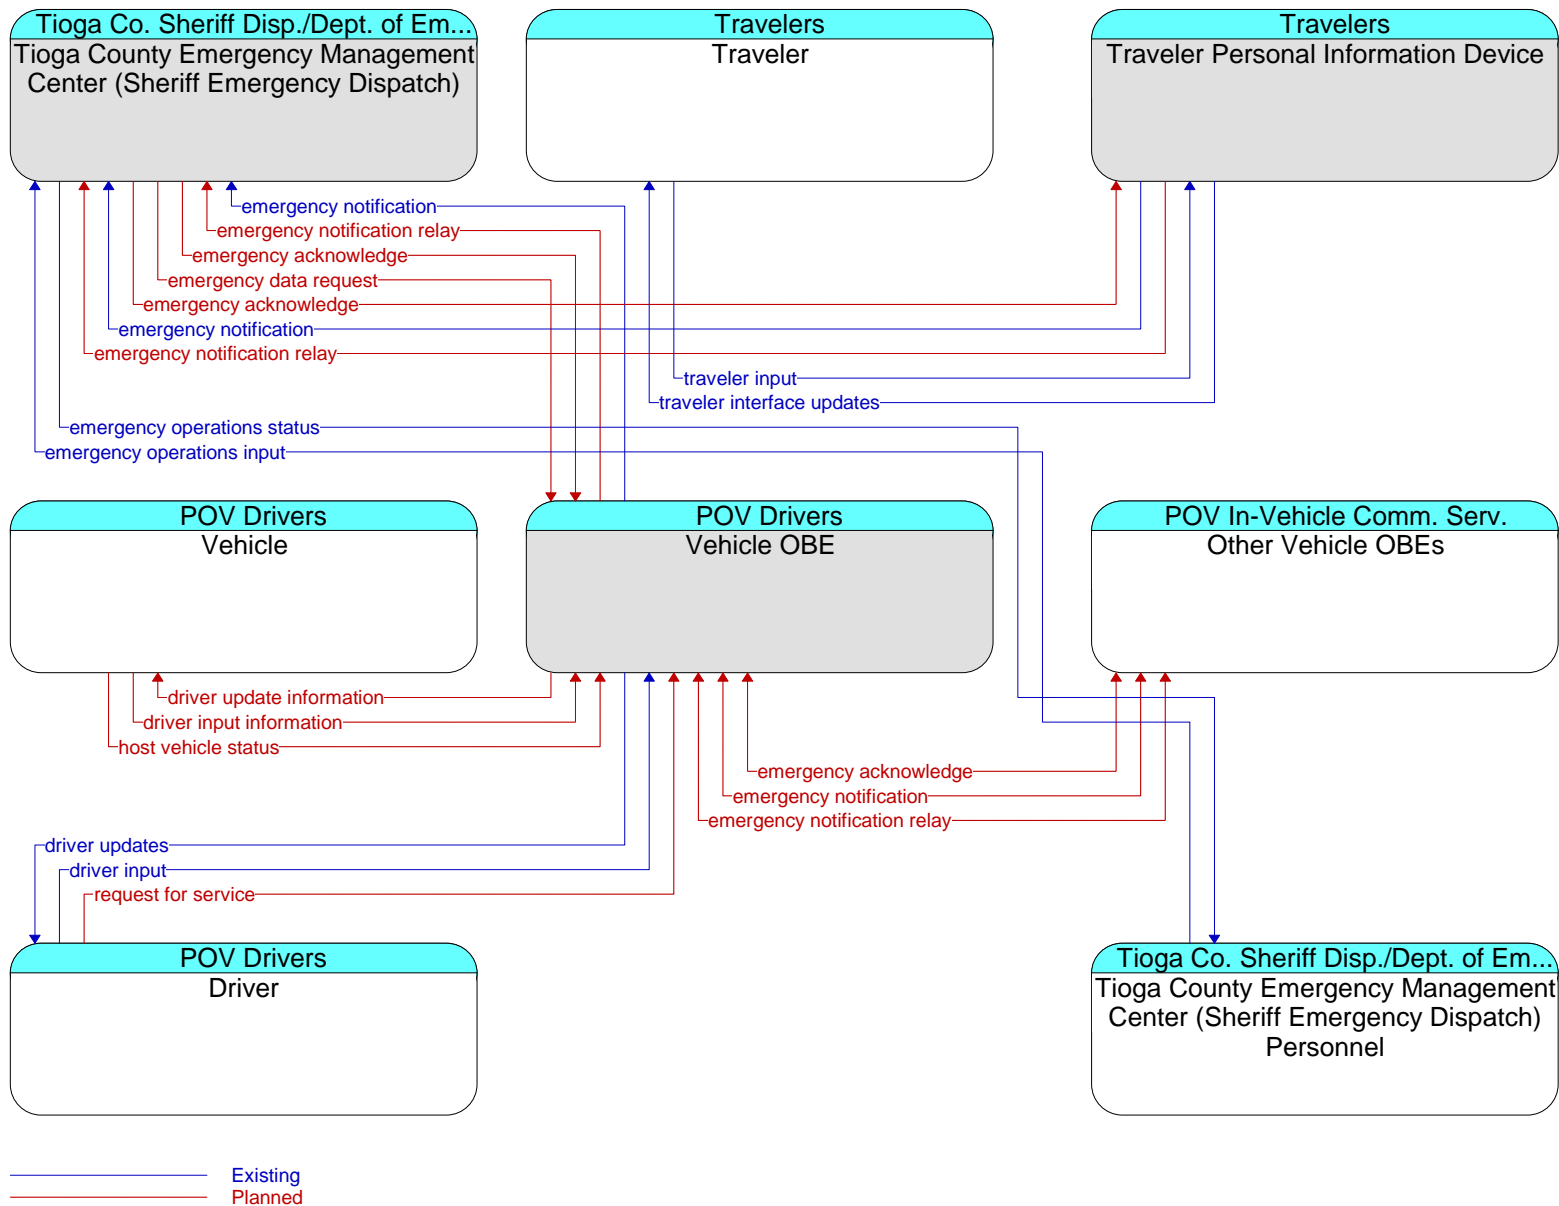 Tioga Co. Sheriff Disp./Dept. of Em...
Tioga County Emergency Management
Center (Sheriff Emergency Dispatch)
Travelers
Traveler
Travelers
Traveler Personal Information Device
emergency notification
emergency notification relay
emergency acknowledge
emergency data request
emergency acknowledge
emergency notification
emergency notification relay
traveler input
traveler interface updates
emergency operations status
emergency operations input
POV Drivers
Vehicle
POV Drivers
Vehicle OBE
POV In-Vehicle Comm. Serv.
Other Vehicle OBEs
driver update information
driver input information
host vehicle status
emergency acknowledge
emergency notification
emergency notification relay
driver updates
driver input
request for service
POV Drivers
Driver
Tioga Co. Sheriff Disp./Dept. of Em...
Tioga County Emergency Management
Center (Sheriff Emergency Dispatch)
Personnel
Existing
Planned